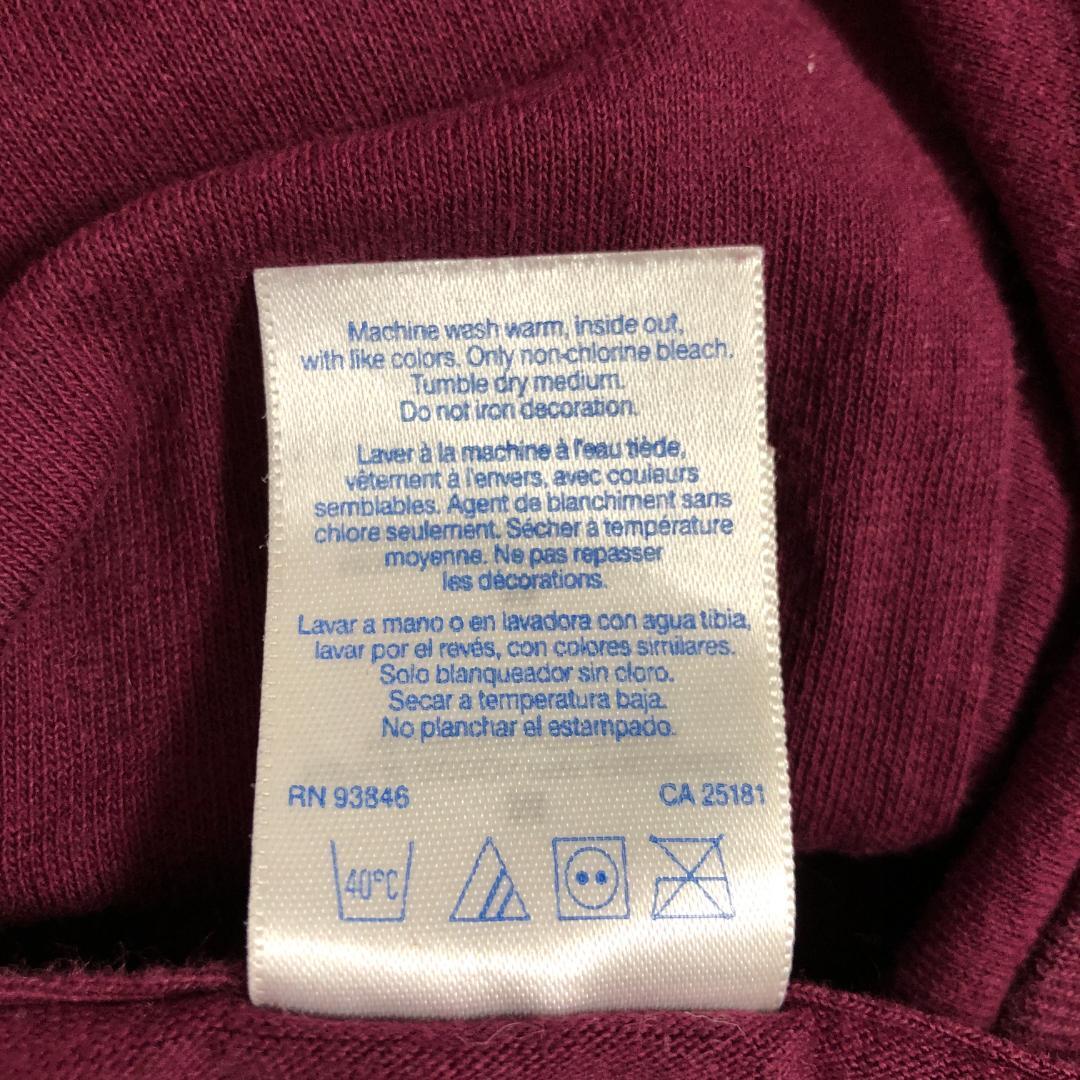 Machine wash warm, inside out,
with like colors. Only non-chlorine bleach.
Tumble dry medium.
Do not iron decoration.
Laver à la machine à l'eau tiède,
vêtement à l'envers, avec couleurs
semblables. Agent de blanchiment sans
chlore seulement. Sécher à température
moyenne. Ne pas repasser
les décorations.
Lavar a mano o en lavadora con agua tibia,
lavar por el revés, con colores similares.
Solo blanqueador sin cloro.
Secar a temperatura baja.
No planchar el estampado.
RN 93846 CA 25181
40°C